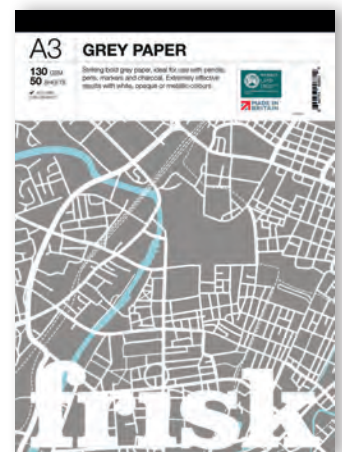 A3 GREY PAPER
130 GSM
50 SHEETS
Striking bold grey paper, ideal for use with pencils,
pens, markers and charcoal. Extremely effective
results with white, opaque or metallic colours.
MADE IN
BRITAIN
frisk